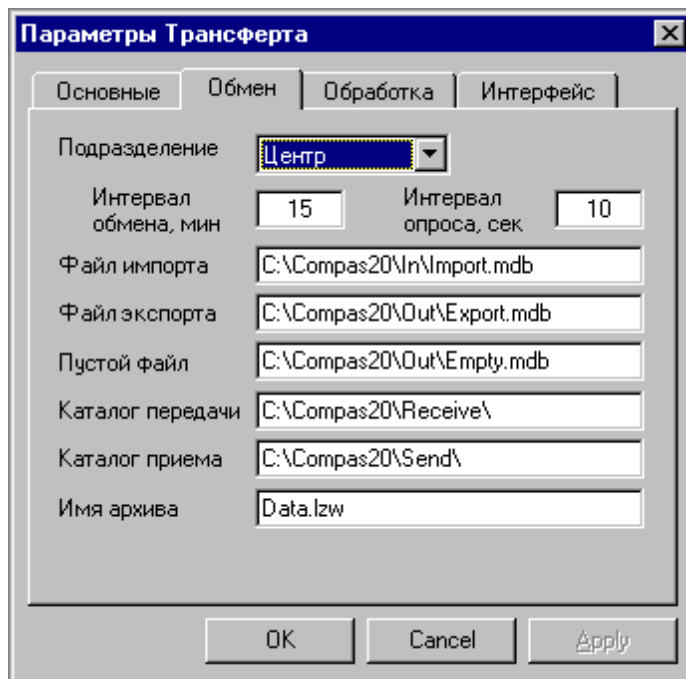 Параметры Трансферта
Основные Обмен Обработка Интерфейс
Подразделение Центр
Интервал обмена, мин 15 Интервал опроса, сек 10
Файл импорта C:\Compas20\In\Import.mdb
Файл экспорта C:\Compas20\Out\Export.mdb
Пустой файл C:\Compas20\Out\Empty.mdb
Каталог передачи C:\Compas20\Receive\
Каталог приема C:\Compas20\Send\
Имя архива Data.lzw
OK Cancel Apply